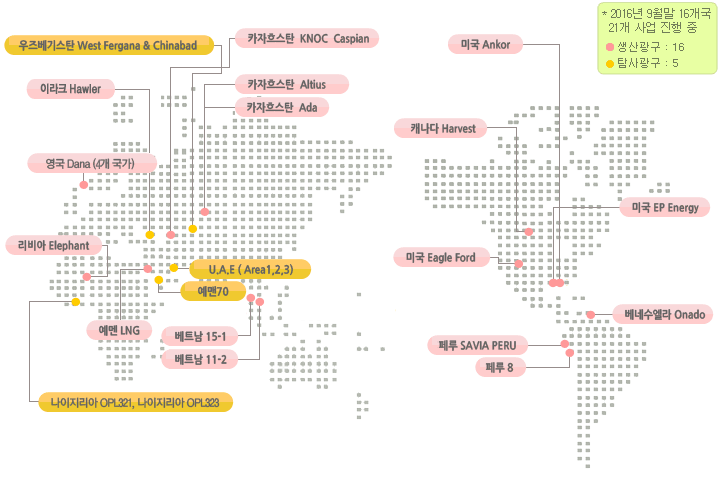 * 2016년 9월말 16개국
21개 사업 진행 중
생산광구 : 16
탐사광구 : 5
우즈베기스탄 West Fergana & Chinabad
카자흐스탄 KNOC Caspian
미국 Ankor
이라크 Hawler
카자흐스탄 Altius
카자흐스탄 Ada
캐나다 Harvest
영국 Dana (4개 국가)
미국 EP Energy
리비아 Elephant
미국 Eagle Ford
U,A,E ( Area1,2,3)
예맨70
베네수엘라 Onado
예멘 LNG
베트남 15-1
페루 SAVIA PERU
베트남 11-2
페루 8
나이지리아 OPL321, 나이지리아 OPL323